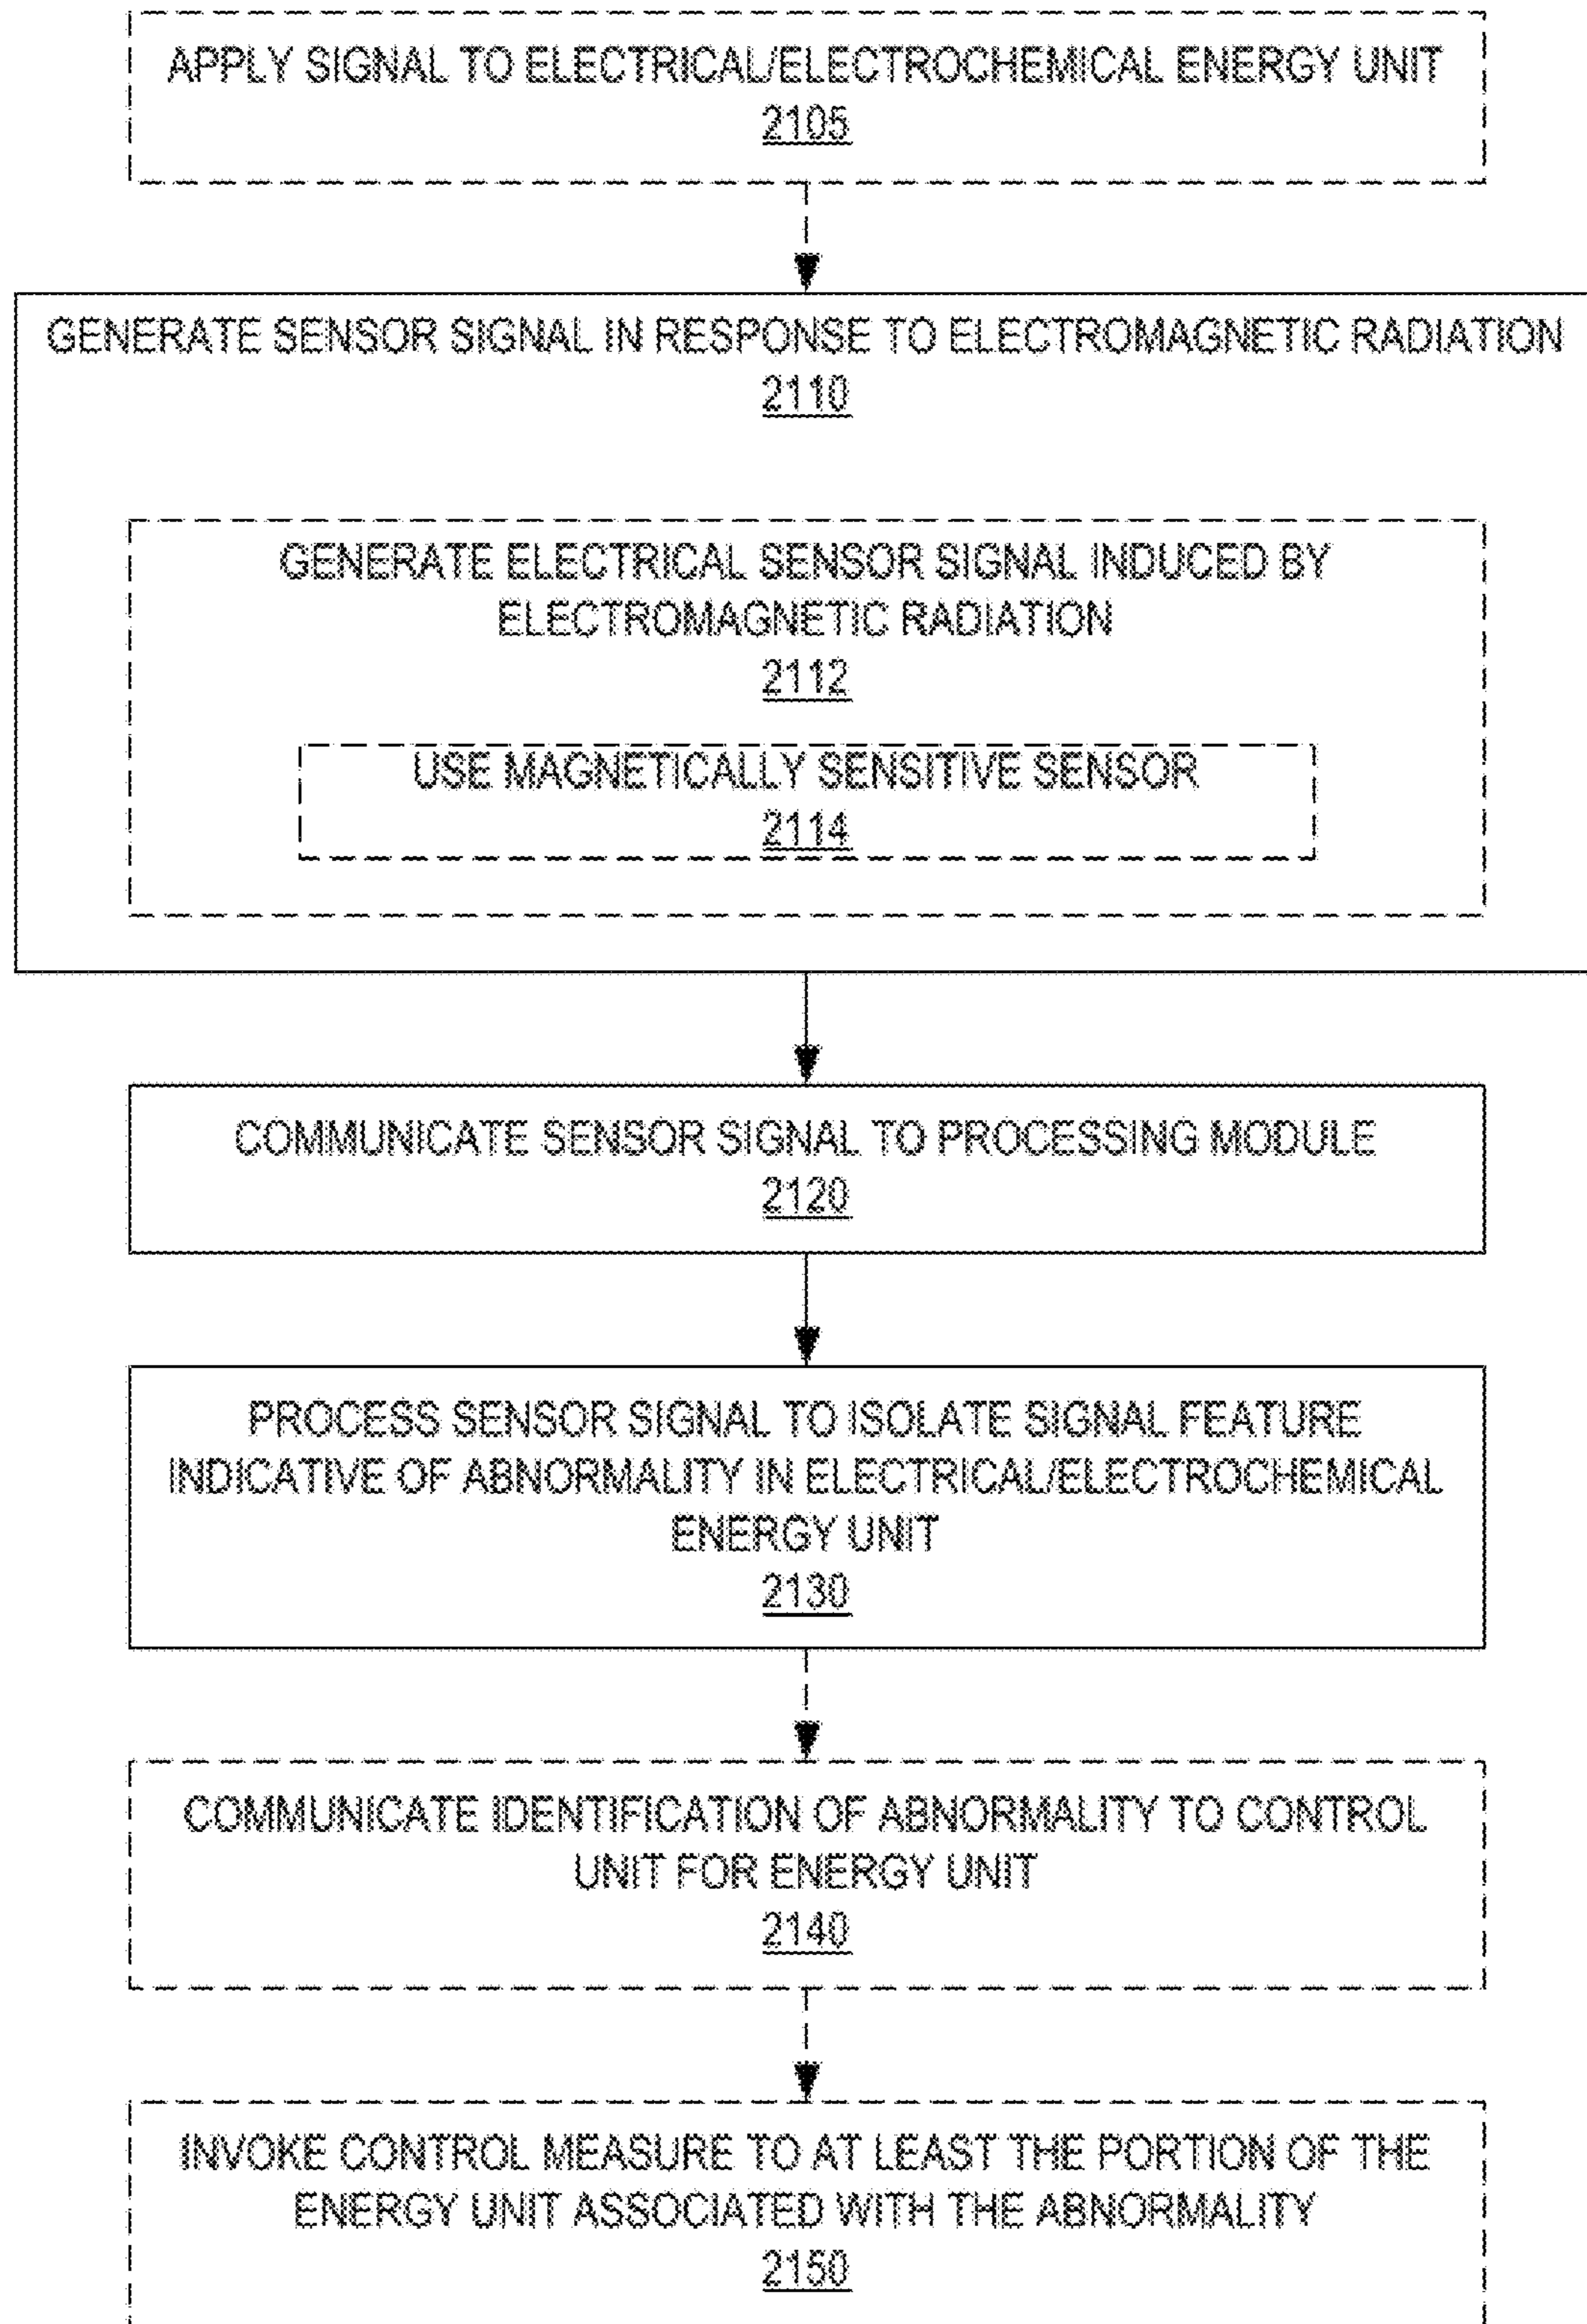 APPLY SIGNAL TO ELECTRICAL/ELECTROCHEMICAL ENERGY UNIT
2105
GENERATE SENSOR SIGNAL IN RESPONSE TO ELECTROMAGNETIC RADIATION
2110
GENERATE ELECTRICAL SENSOR SIGNAL INDUCED BY
ELECTROMAGNETIC RADIATION
2112
USE MAGNETICALLY SENSITIVE SENSOR
2114
COMMUNICATE SENSOR SIGNAL TO PROCESSING MODULE
2120
PROCESS SENSOR SIGNAL TO ISOLATE SIGNAL FEATURE
INDICATIVE OF ABNORMALITY IN ELECTRICAL/ELECTROCHEMICAL
ENERGY UNIT
2130
COMMUNICATE IDENTIFICATION OF ABNORMALITY TO CONTROL
UNIT FOR ENERGY UNIT
2140
INVOKE CONTROL MEASURE TO AT LEAST THE PORTION OF THE
ENERGY UNIT ASSOCIATED WITH THE ABNORMALITY
2150